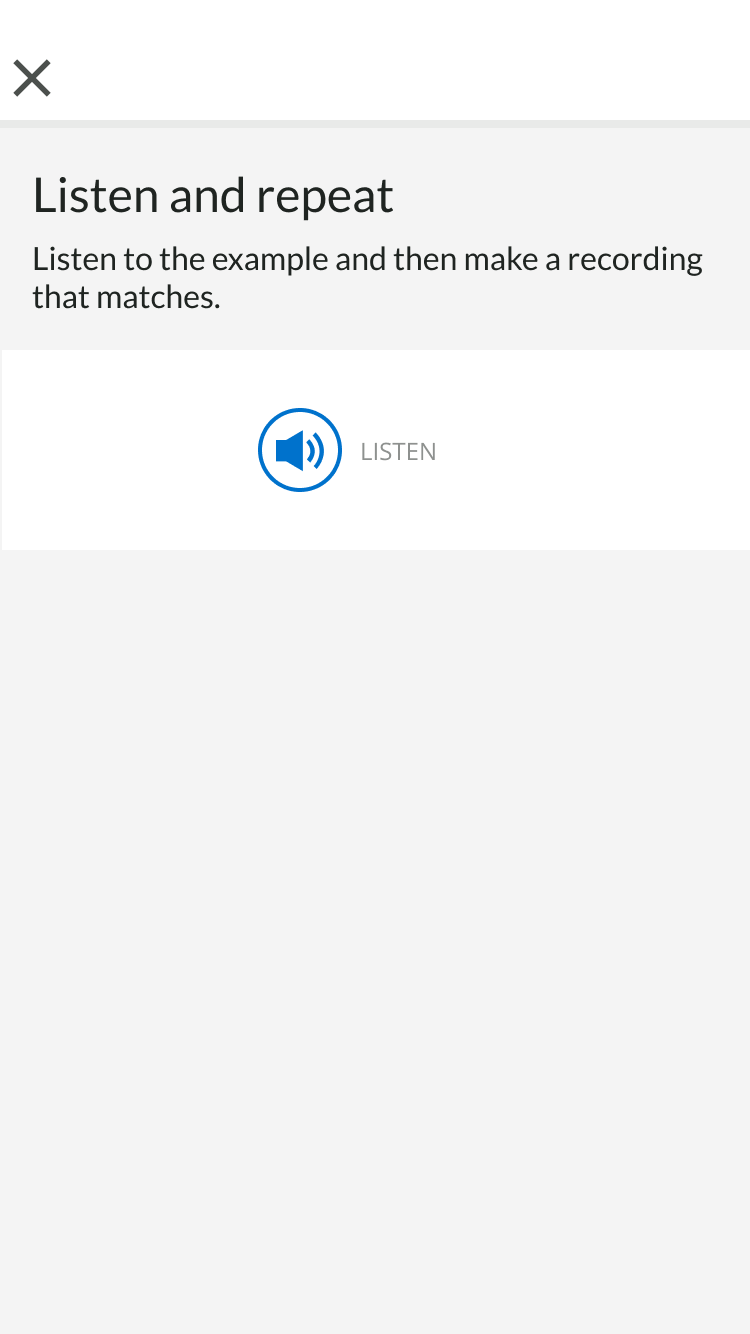 Listen and repeat
Listen to the example and then make a recording
that matches.
LISTEN